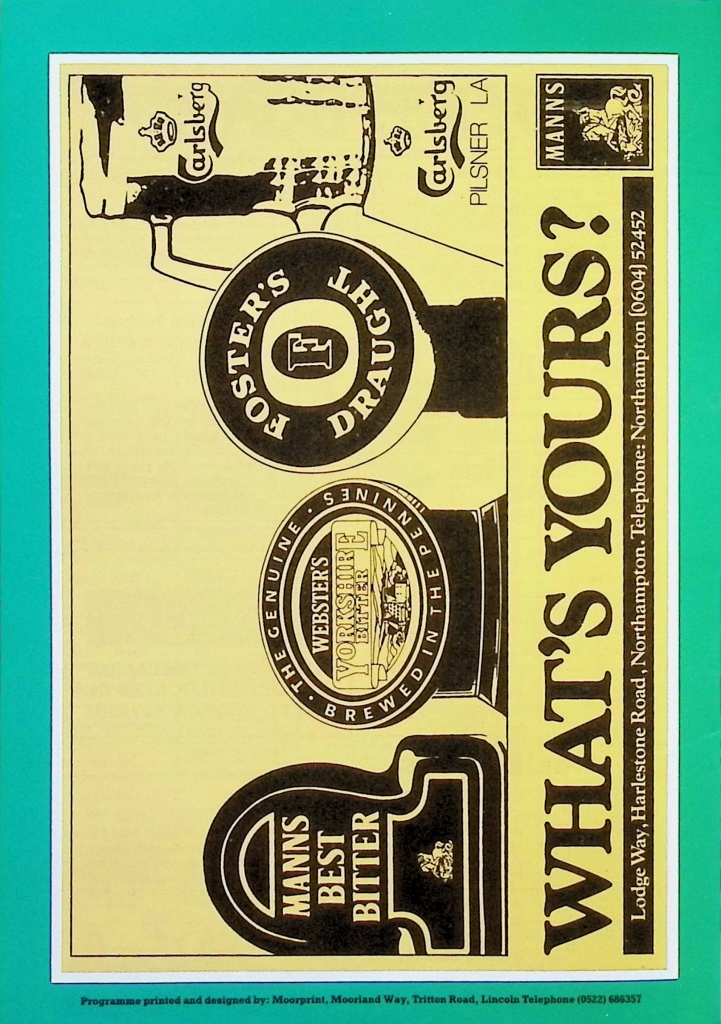 MANNS
BEST
BITTER
· THE GENUINE ·
WEBSTER'S
YORKSHIRE
BITTER
BREWED IN THE PENNINES
FOSTER'S
F
DRAUGHT
Carlsberg
Carlsberg
PILSNER LA
WHAT'S YOURS?
MANNS
Lodge Way, Harlestone Road, Northampton. Telephone: Northampton (0604) 52452
Programme printed and designed by: Moorprint, Moorland Way, Tritton Road, Lincoln Telephone (0522) 686357